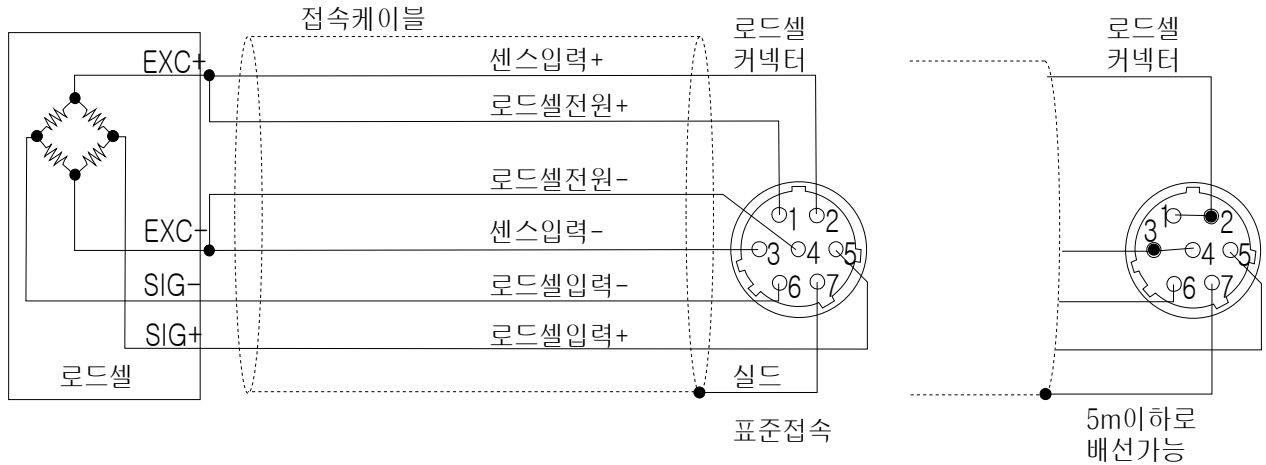 접속케이블
로드셀
커넥터
로드셀
커넥터
EXC+
센스입력+
로드셀전원+
로드셀전원-
EXC-
센스입력-
SIG-
로드셀입력-
SIG+
로드셀입력+
로드셀
실드
1
2
3
4
5
6
7
1
2
3
4
5
6
7
표준접속
5m이하로
배선가능